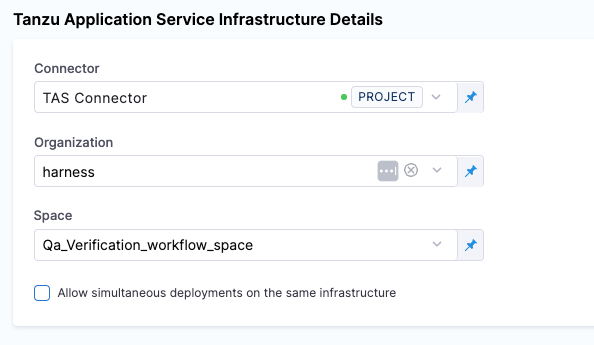 Tanzu Application Service Infrastructure Details
Connector
TAS Connector PROJECT
Organization
harness
Space
Qa_Verification_workflow_space
Allow simultaneous deployments on the same infrastructure